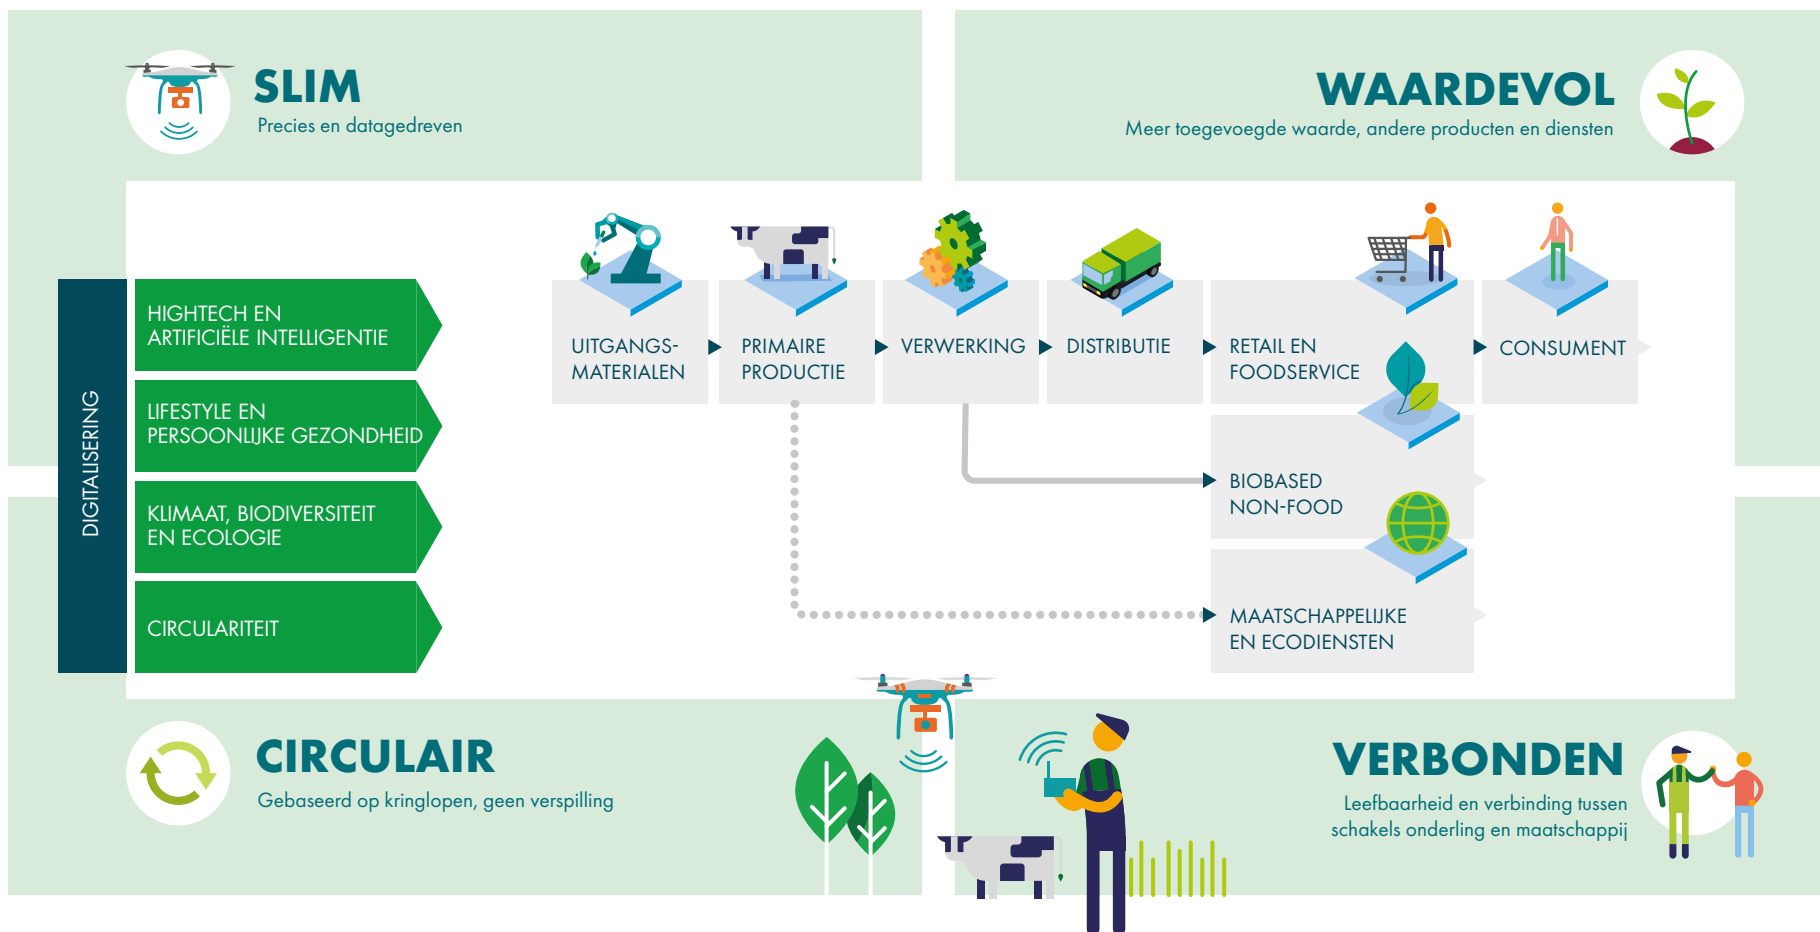 SLIM
Precies en datagedreven
WAARDEVOL
Meer toegevoegde waarde, andere producten en diensten
DIGITALISERING
HIGHTECH EN
ARTIFICIËLE INTELLIGENTIE
LIFESTYLE EN
PERSOONLIJKE GEZONDHEID
KLIMAAT, BIODIVERSITEIT
EN ECOLOGIE
CIRCULARITEIT
UITGANGS-
MATERIALEN
PRIMAIRE
PRODUCTIE
VERWERKING
DISTRIBUTIE
RETAIL EN
FOODSERVICE
CONSUMENT
BIOBASED
NON-FOOD
MAATSCHAPPELIJKE
EN ECODIENSTEN
CIRCULAIR
Gebaseerd op kringlopen, geen verspilling
VERBONDEN
Leefbaarheid en verbinding tussen
schakels onderling en maatschappij